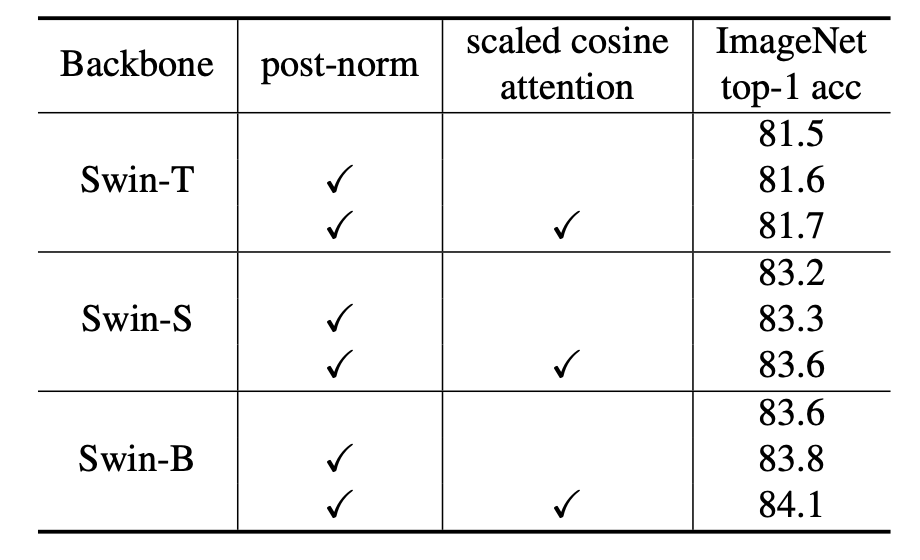 Backbone post-norm scaled cosine attention ImageNet top-1 acc
81.5
Swin-T ✓ 81.6
✓ ✓ 81.7
83.2
Swin-S ✓ 83.3
✓ ✓ 83.6
83.6
Swin-B ✓ 83.8
✓ ✓ 84.1